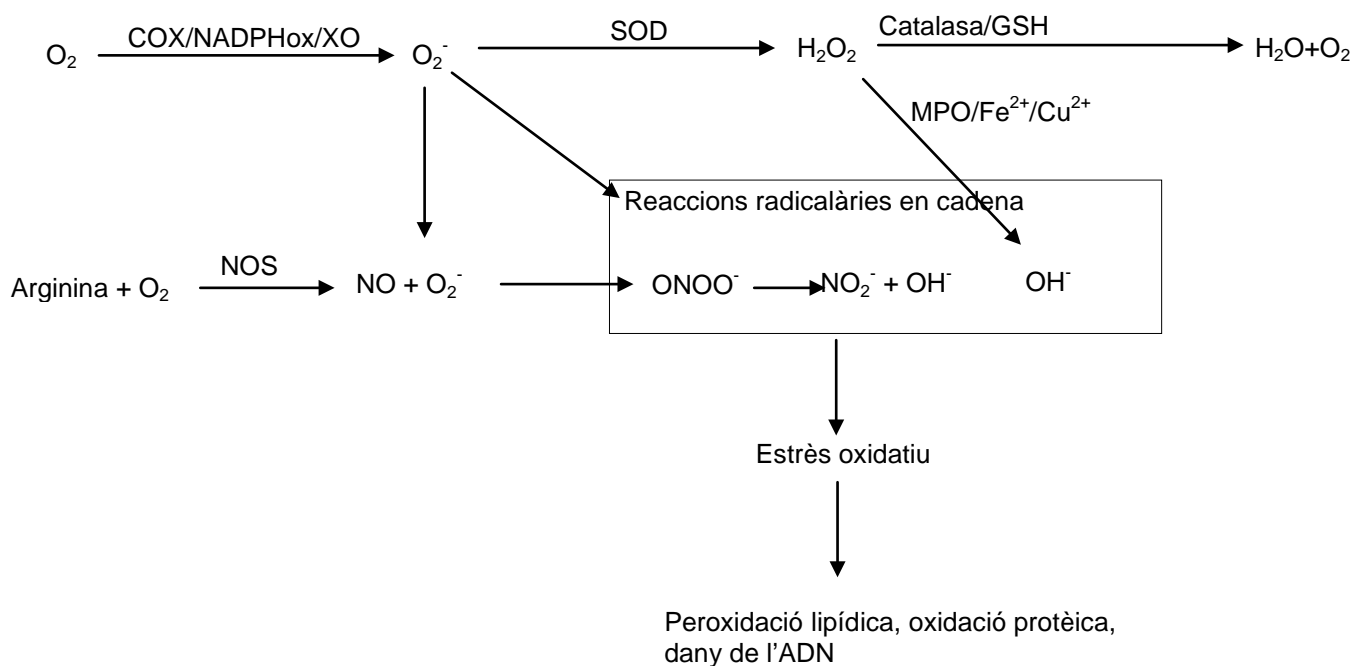 COX/NADPHox/XO
SOD
Catalasa/GSH
O₂
O₂⁻
H₂O₂
H₂O+O₂
MPO/Fe²⁺/Cu²⁺
Reaccions radicalàries en cadena
NOS
Arginina + O₂
NO + O₂⁻
ONOO⁻
NO₂⁻ + OH⁻
OH⁻
Estrès oxidatiu
Peroxidació lipídica, oxidació protèica,
dany de l’ADN